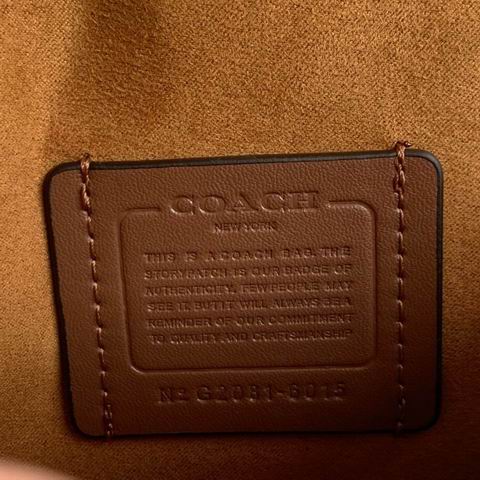 COACH
NEW YORK
THIS IS A COACH BAG. THE
STORYPATCH IS OUR BADGE OF
AUTHENTICITY. FEW PEOPLE MAY
SEE IT, BUT IT WILL ALWAYS BE A
REMINDER OF OUR COMMITMENT
TO QUALITY AND CRAFTSMANSHIP.
No G2081-6015